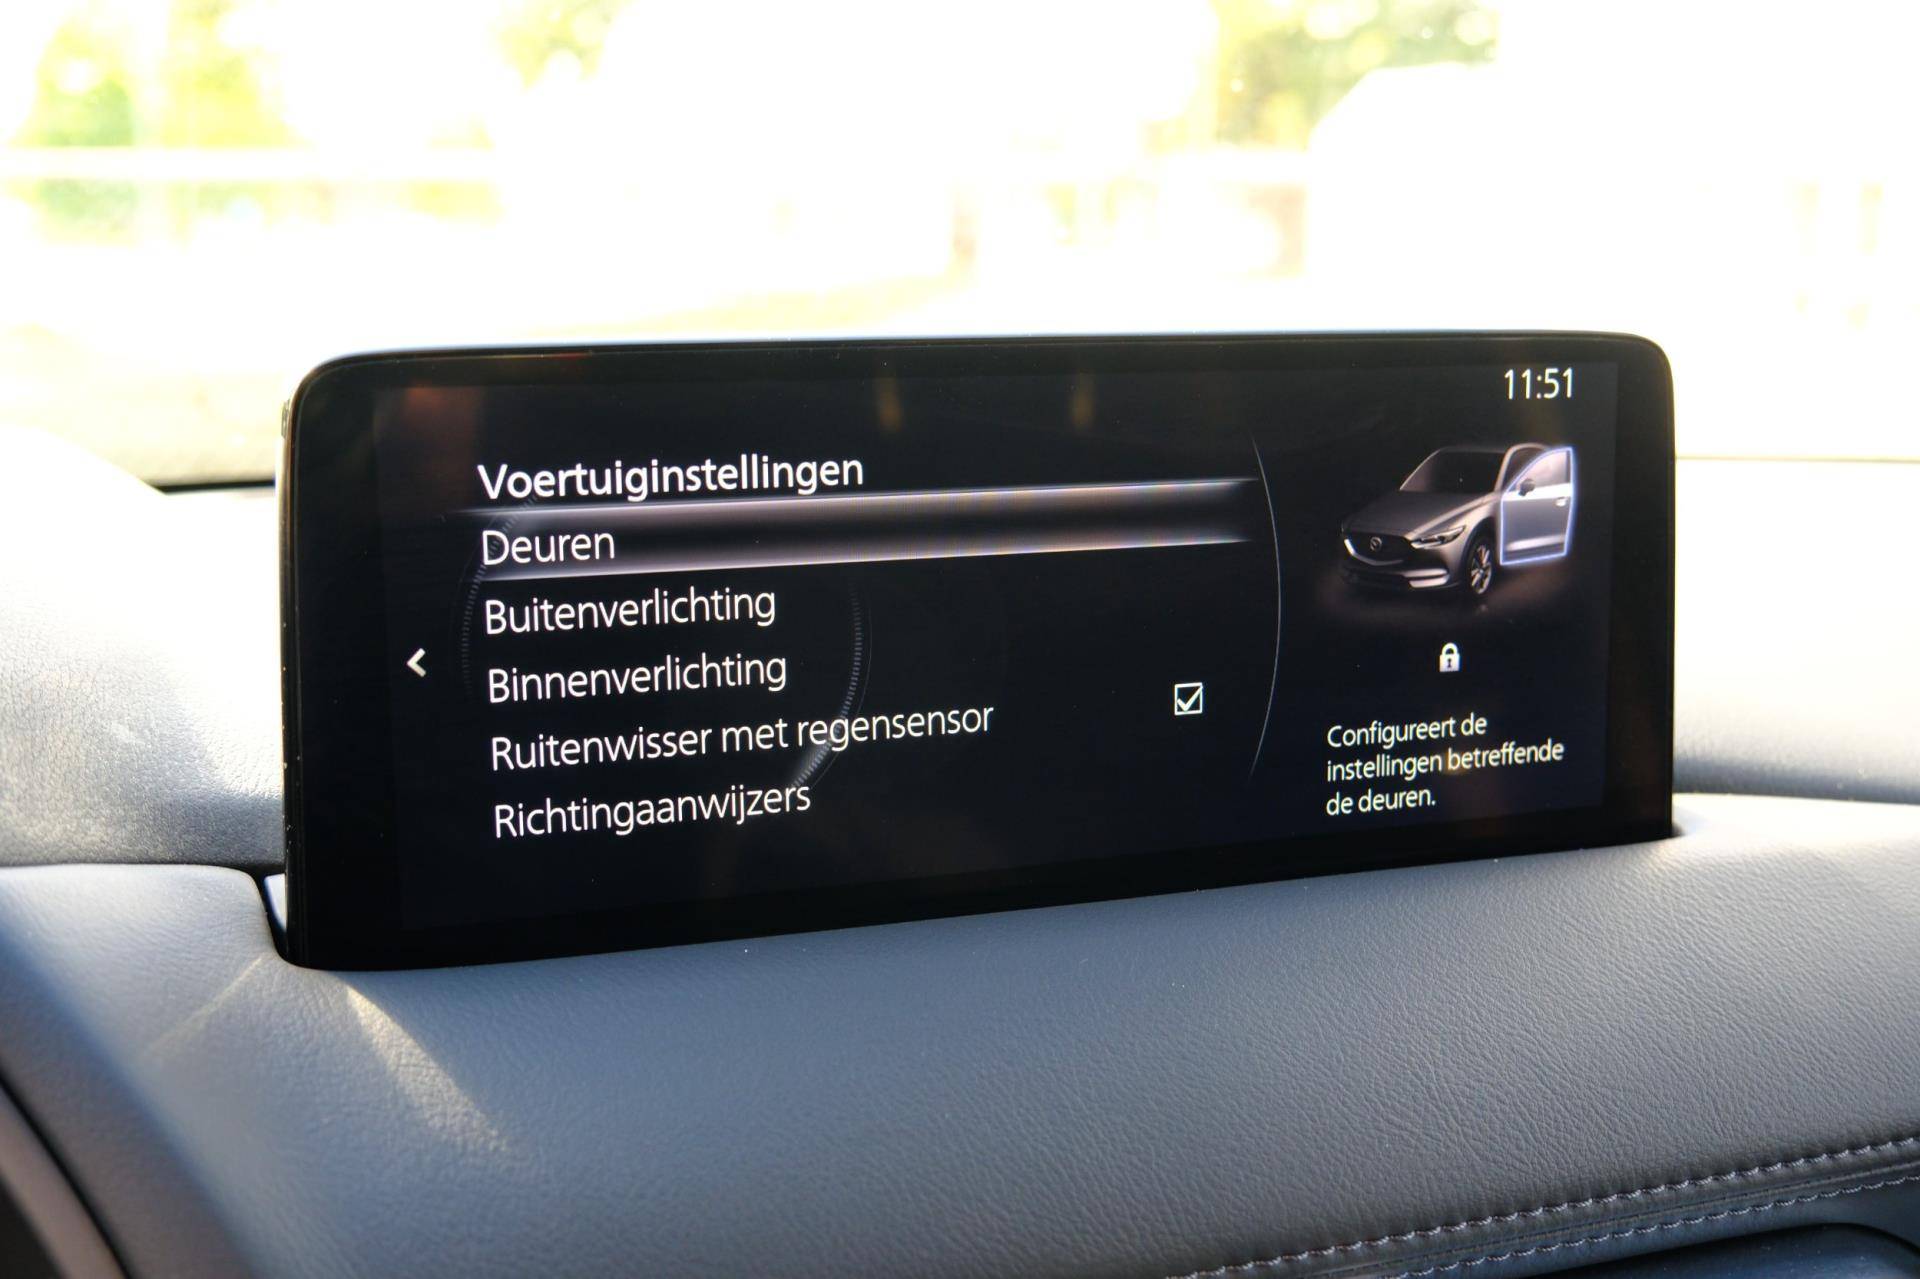 11:51
Voertuiginstellingen
Deuren
Buitenverlichting
Binnenverlichting
Ruitenwisser met regensensor
Richtingaanwijzers
Configureert de
instellingen betreffende
de deuren.